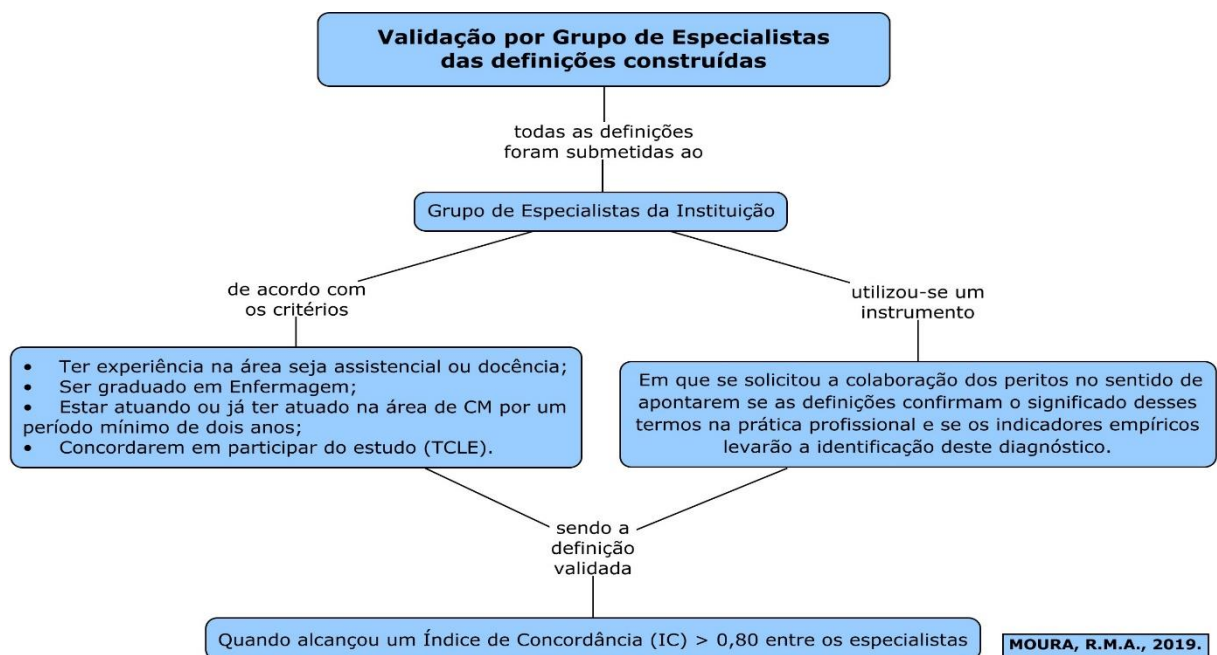 Validação por Grupo de Especialistas
das definições construídas
todas as definições
foram submetidas ao
Grupo de Especialistas da Instituição
de acordo com
os critérios
utilizou-se um
instrumento
• Ter experiência na área seja assistencial ou docência;
• Ser graduado em Enfermagem;
• Estar atuando ou já ter atuado na área de CM por um
período mínimo de dois anos;
• Concordarem em participar do estudo (TCLE).
Em que se solicitou a colaboração dos peritos no sentido de
apontarem se as definições confirmam o significado desses
termos na prática profissional e se os indicadores empíricos
levarão a identificação deste diagnóstico.
sendo a
definição
validada
Quando alcançou um Índice de Concordância (IC) > 0,80 entre os especialistas
MOURA, R.M.A., 2019.